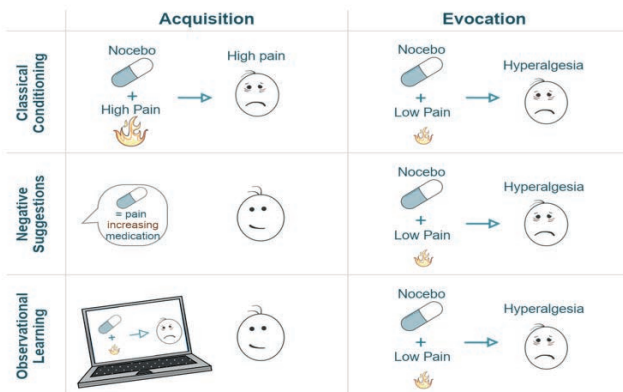 Acquisition
Evocation
Classical
Conditioning
Nocebo
+
High Pain
High pain
Nocebo
+
Low Pain
Hyperalgesia
Negative
Suggestions
= pain
increasing
medication
Nocebo
+
Low Pain
Hyperalgesia
Observational
Learning
+
Nocebo
+
Low Pain
Hyperalgesia